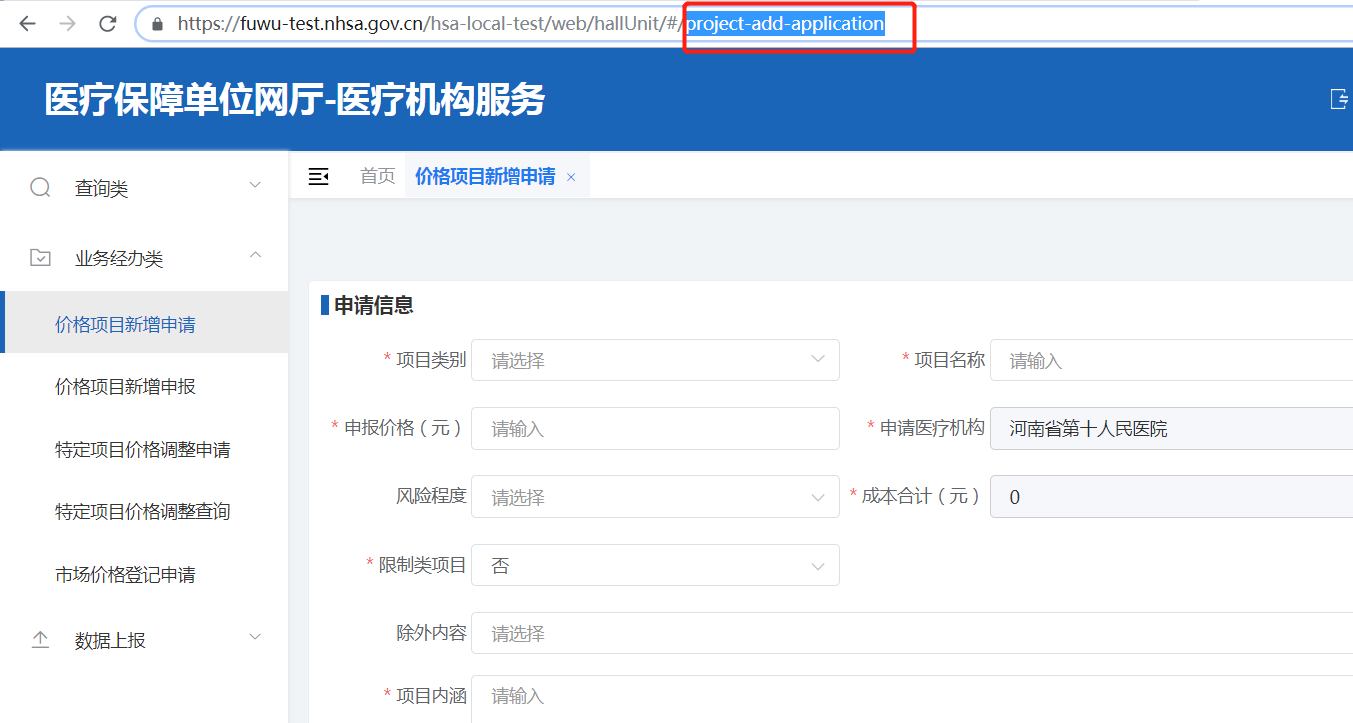 https://fuwu-test.nhsa.gov.cn/hsa-local-test/web/hallUnit/#/project-add-application
医疗保障单位网厅-医疗机构服务
查询类
业务经办类
价格项目新增申请
价格项目新增申报
特定项目价格调整申请
特定项目价格调整查询
市场价格登记申请
数据上报
首页 价格项目新增申请 ×
申请信息
* 项目类别 请选择 * 项目名称 请输入
* 申报价格（元） 请输入 * 申请医疗机构 河南省第十人民医院
风险程度 请选择 * 成本合计（元） 0
* 限制类项目 否
除外内容 请选择
* 项目内涵 请输入